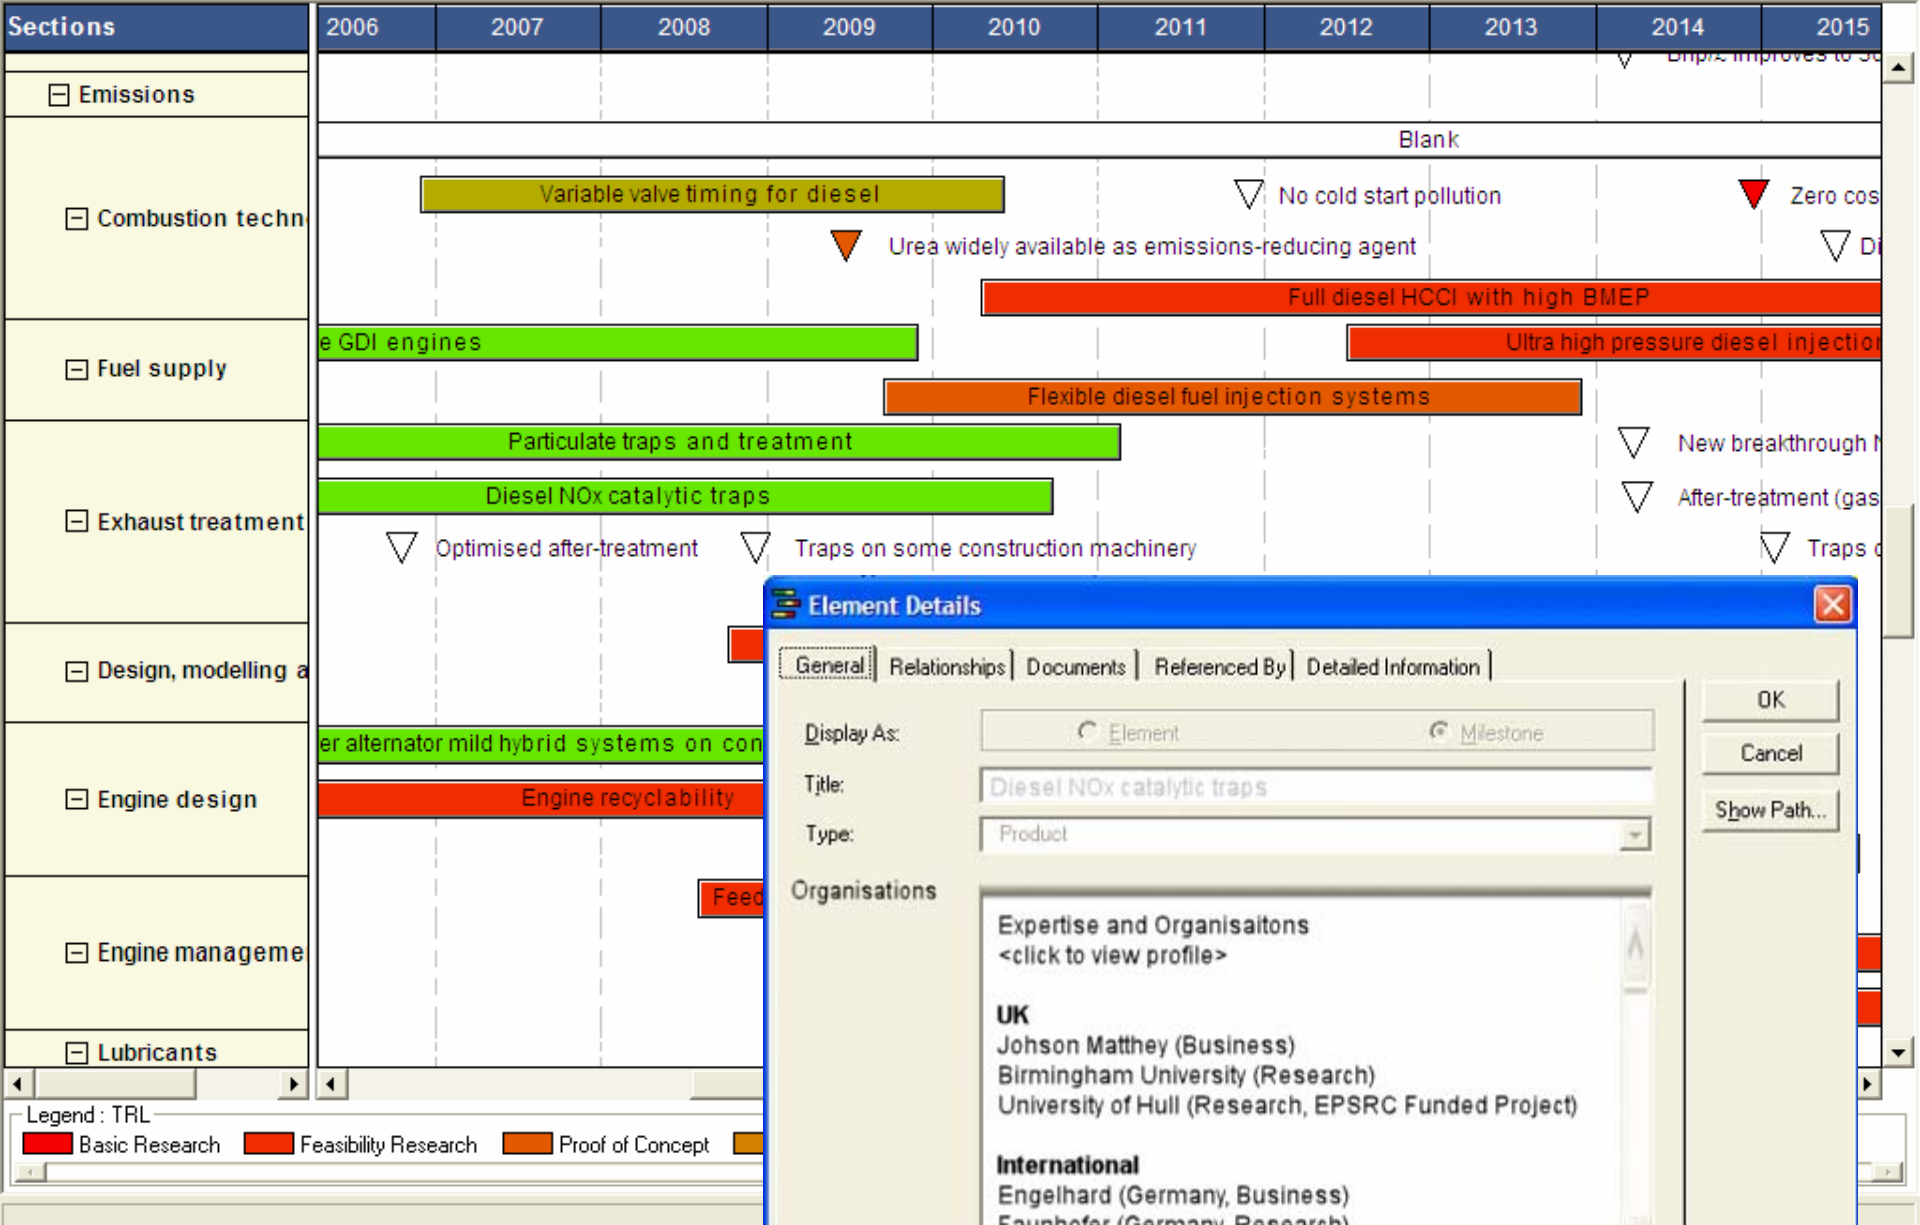 Sections 2006 2007 2008 2009 2010 2011 2012 2013 2014 2015
improves to
Emissions
Blank
Variable valve timing for diesel
No cold start pollution
Zero cos
Combustion techn
Urea widely available as emissions-reducing agent
Di
Full diesel HCCI with high BMEP
e GDI engines
Ultra high pressure diesel injection
Fuel supply
Flexible diesel fuel injection systems
Particulate traps and treatment
New breakthrough N
Diesel NOx catalytic traps
After-treatment (gas
Exhaust treatment
Optimised after-treatment
Traps on some construction machinery
Traps o
Design, modelling a
er alternator mild hybrid systems on con
Engine design
Engine recyclability
Feed
Engine manageme
Lubricants
Legend : TRL
Basic Research
Feasibility Research
Proof of Concept
Element Details
General
Relationships
Documents
Referenced By
Detailed Information
OK
Display As:
Element
Milestone
Cancel
Title:
Diesel NOx catalytic traps
Show Path...
Type:
Product
Organisations
Expertise and Organisaitons
<click to view profile>
UK
Johson Matthey (Business)
Birmingham University (Research)
University of Hull (Research, EPSRC Funded Project)
International
Engelhard (Germany, Business)
Faunhofer (Germany, Research)